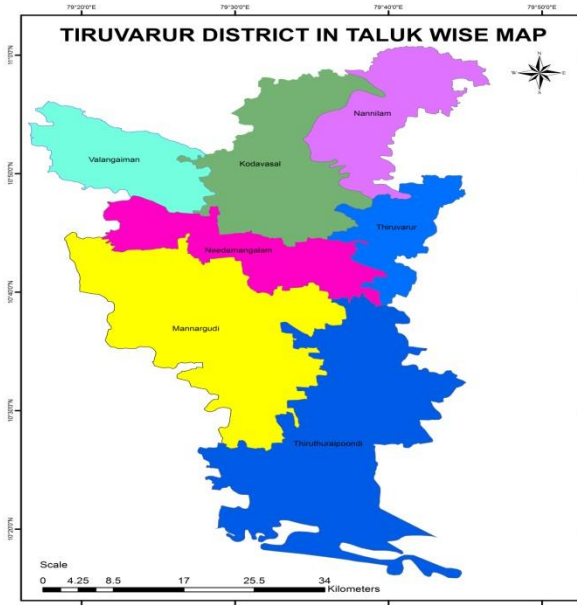 79°20'0"E 79°30'0"E 79°40'0"E
TIRUVARUR DISTRICT IN TALUK WISE MAP
N
W E
S
Nannilam
Valangaiman
Kodavasal
10°50'0"N
Thiruvarur
Needamangalam
10°40'0"N
Mannargudi
10°30'0"N
Thiruthuraipoondi
10°20'0"N
Scale
0 4.25 8.5 17 25.5 34
Kilometers